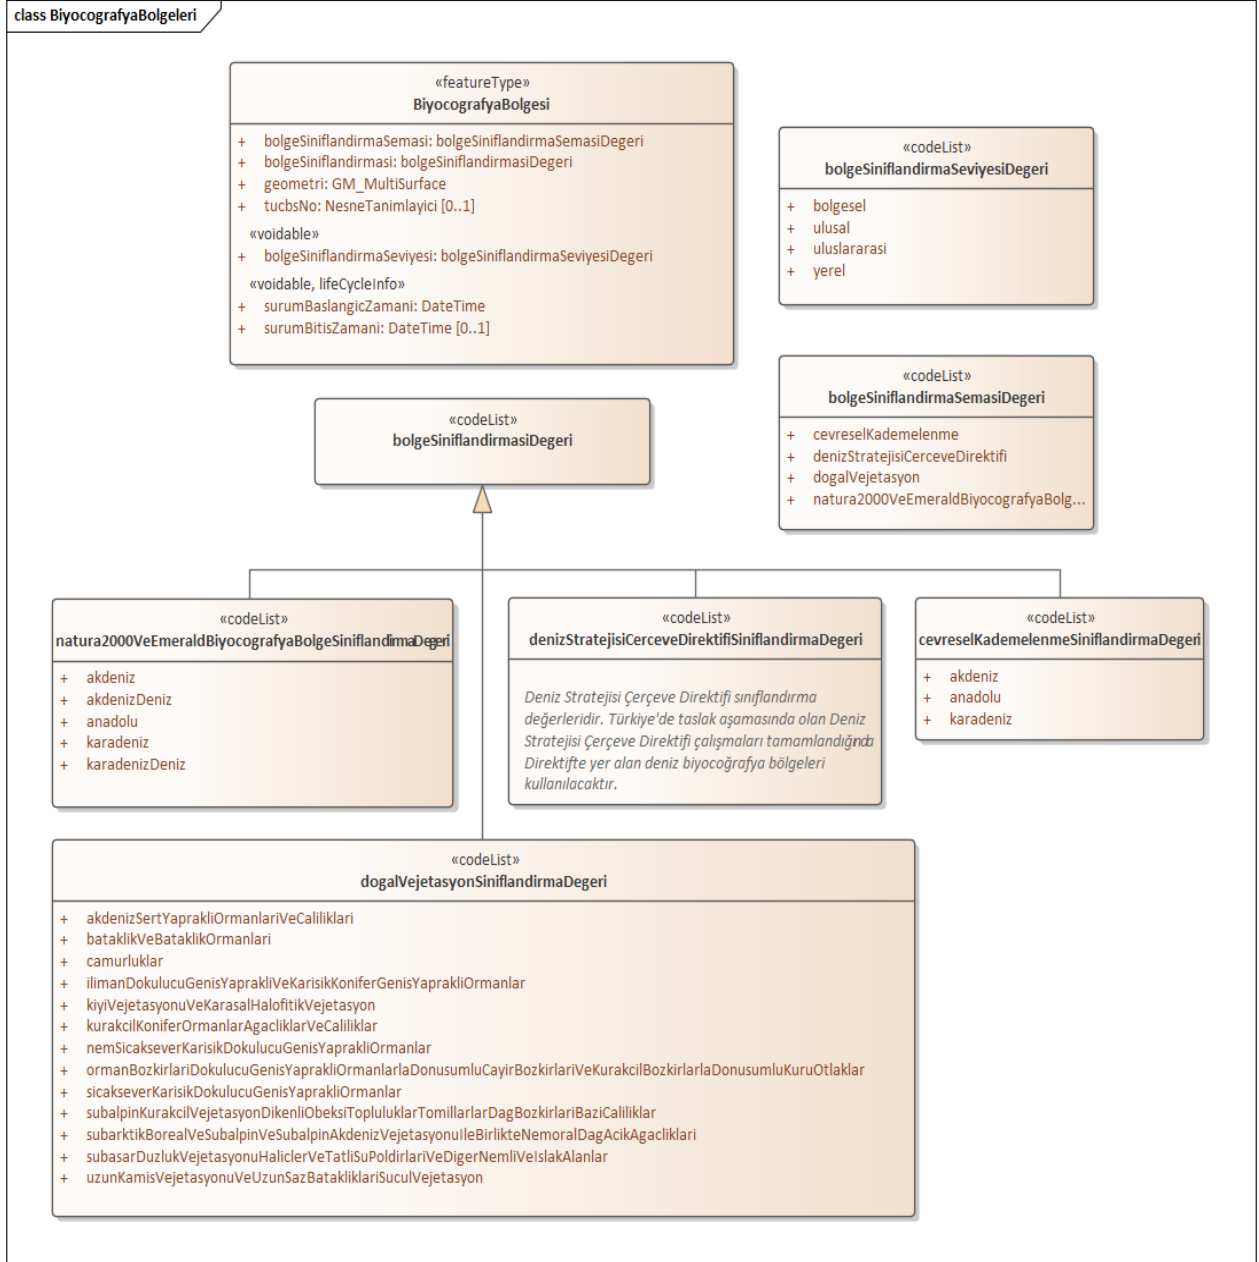 class BiyocografyaBolgeleri
«featureType»
BiyocografyaBolgesi
+ bolgeSiniflandirmaSemasi: bolgeSiniflandirmaSemasiDegeri
+ bolgeSiniflandirmasi: bolgeSiniflandirmasiDegeri
+ geometri: GM_MultiSurface
+ tucbsNo: NesneTanimlayici [0..1]
«voidable»
+ bolgeSiniflandirmaSeviyesi: bolgeSiniflandirmaSeviyesiDegeri
«voidable, lifeCycleInfo»
+ surumBaslangicZamani: DateTime
+ surumBitisZamani: DateTime [0..1]
«codeList»
bolgeSiniflandirmaSeviyesiDegeri
+ bolgesel
+ ulusal
+ uluslararasi
+ yerel
«codeList»
bolgeSiniflandirmaSemasiDegeri
+ cevreselKademelenme
+ denizStratejisiCerceveDirektifi
+ dogalVejetasyon
+ natura2000VeEmeraldBiyocografyaBolg...
«codeList»
bolgeSiniflandirmasiDegeri
«codeList»
natura2000VeEmeraldBiyocografyaBolgeSiniflandirmaDegeri
+ akdeniz
+ akdenizDeniz
+ anadolu
+ karadeniz
+ karadenizDeniz
«codeList»
denizStratejisiCerceveDirektifiSiniflandirmaDegeri
Deniz Stratejisi Çerçeve Direktifi sınıflandırma
değerleridir. Türkiye'de taslak aşamasında olan Deniz
Stratejisi Çerçeve Direktifi çalışmaları tamamlandığında
Direktifte yer alan deniz biyocoğrafya bölgeleri
kullanılacaktır.
«codeList»
cevreselKademelenmeSiniflandirmaDegeri
+ akdeniz
+ anadolu
+ karadeniz
«codeList»
dogalVejetasyonSiniflandirmaDegeri
+ akdenizSertYaprakliOrmanlariVeCaliliklari
+ bataklikVeBataklikOrmanlari
+ camurluklar
+ ilimanDokulucuGenisYaprakliVeKarisikKoniferGenisYaprakliOrmanlar
+ kiyiVejetasyonuVeKarasalHalofitikVejetasyon
+ kurakcilKoniferOrmanlarAgacliklarVeCaliliklar
+ nemSicakseverKarisikDokulucuGenisYaprakliOrmanlar
+ ormanBozkirlariDokulucuGenisYaprakliOrmanlarlaDonusumluCayirBozkirlariVeKurakcilBozkirlarlaDonusumluKuruOtlaklar
+ sicakseverKarisikDokulucuGenisYaprakliOrmanlar
+ subalpinKurakcilVejetasyonDikenliObeksiTopluluklarTomillarlarDagBozkirlariBaziCaliliklar
+ subarktikBorealVeSubalpinVeSubalpinAkdenizVejetasyonuIleBirlikteNemoralDagAcikAgacliklari
+ subasarDuzlukVejetasyonuHaliclerVeTatliSuPoldirlariVeDigerNemliVeIslakAlanlar
+ uzunKamisVejetasyonuVeUzunSazBatakliklariSuculVejetasyon